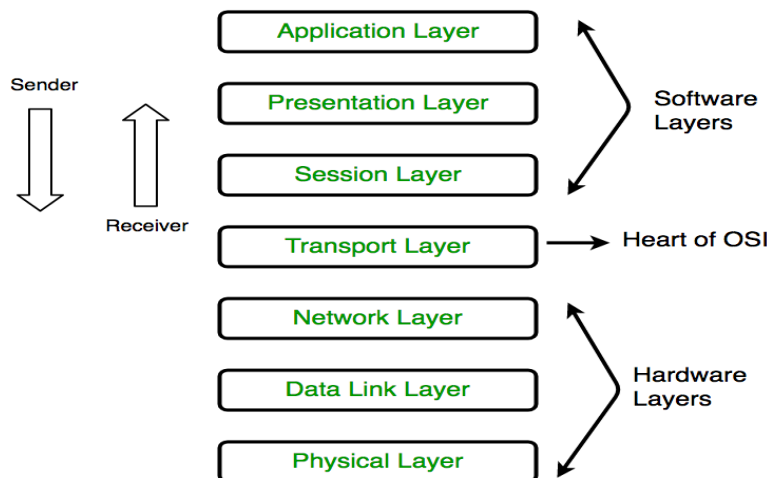 Application Layer
Sender
Presentation Layer
Software
Layers
Session Layer
Receiver
Transport Layer
Heart of OSI
Network Layer
Data Link Layer
Hardware
Layers
Physical Layer